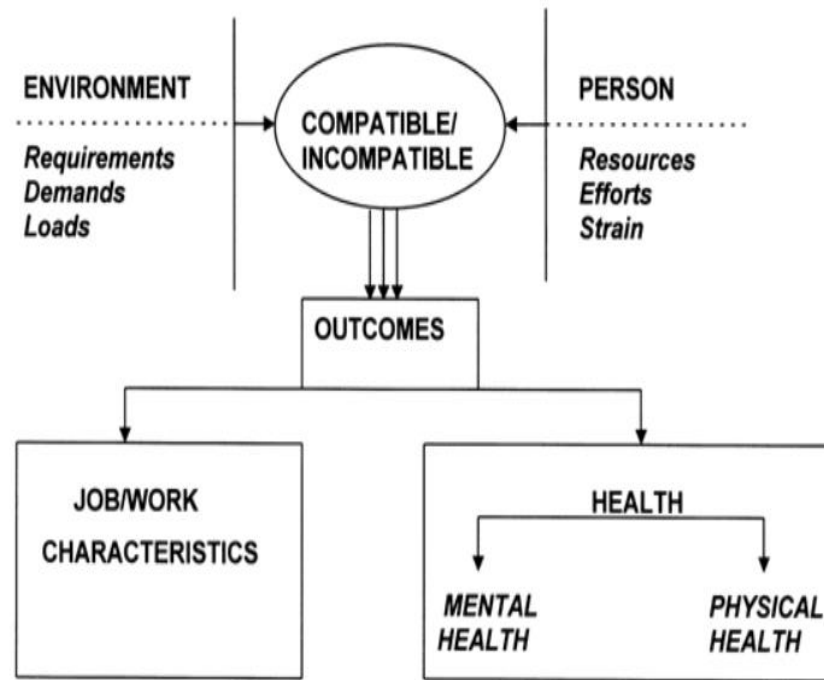 ENVIRONMENT
Requirements
Demands
Loads
COMPATIBLE/
INCOMPATIBLE
PERSON
Resources
Efforts
Strain
OUTCOMES
JOB/WORK
CHARACTERISTICS
HEALTH
MENTAL
HEALTH
PHYSICAL
HEALTH